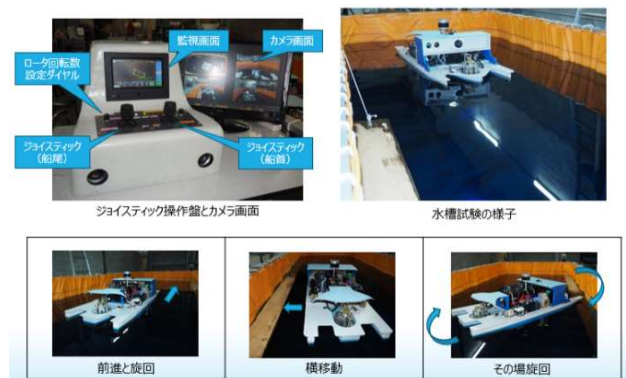 監視画面
カメラ画面
ロータ回転数
設定ダイヤル
ジョイスティック
(船尾)
ジョイスティック
(船首)
ジョイスティック操作盤とカメラ画面
水槽試験の様子
前進と旋回
横移動
その場旋回